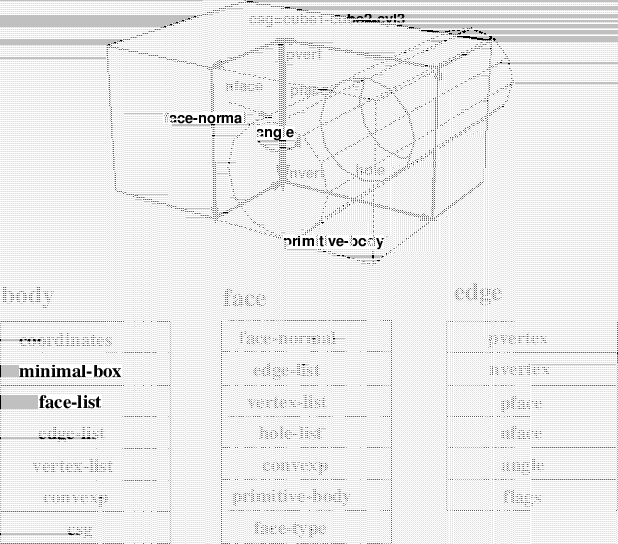 csg=cube1-cube2-cyl3
pvert
nface
pface
face-normal
angle
nvert
hole
primitive-body
body face edge
coordinates face-normal pvertex
minimal-box edge-list nvertex
face-list vertex-list pface
edge-list hole-list nface
vertex-list convexp angle
convexp primitive-body flags
csg face-type